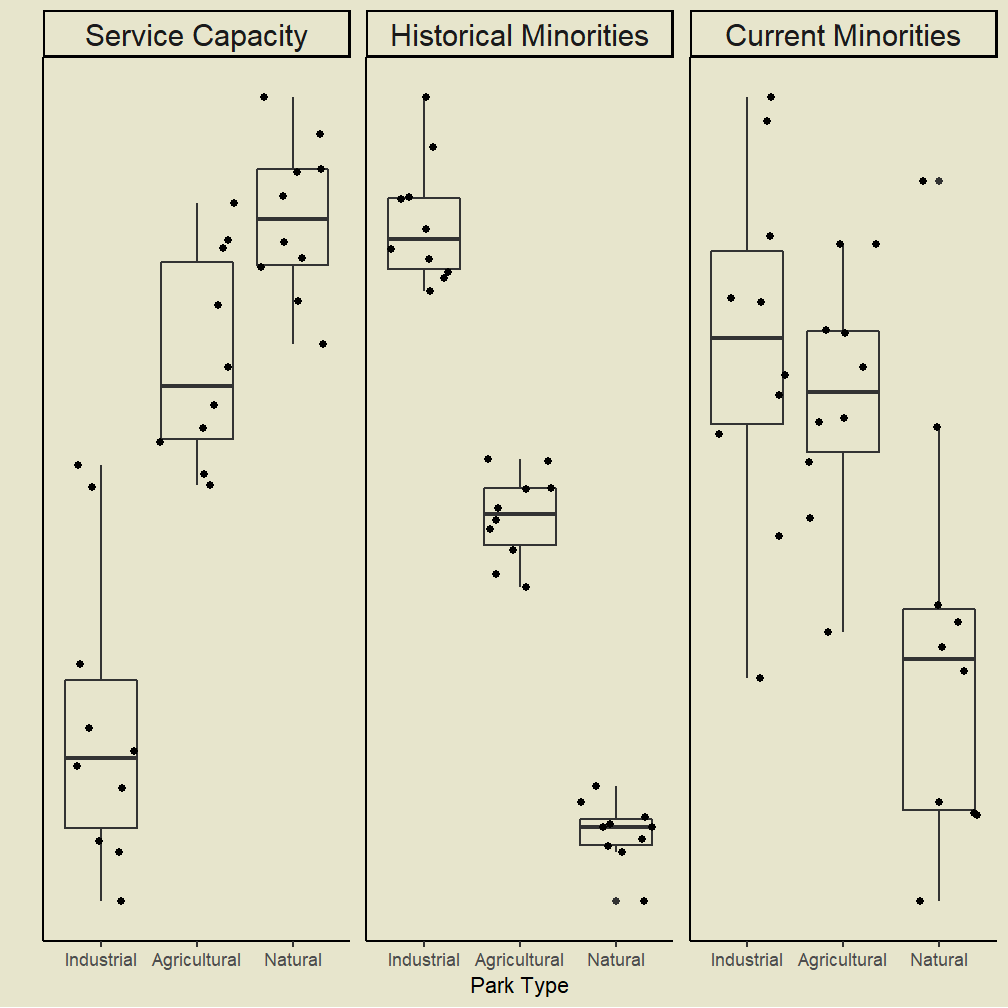 Service Capacity Historical Minorities Current Minorities
Industrial Agricultural Natural Industrial Agricultural Natural Industrial Agricultural Natural
Park Type